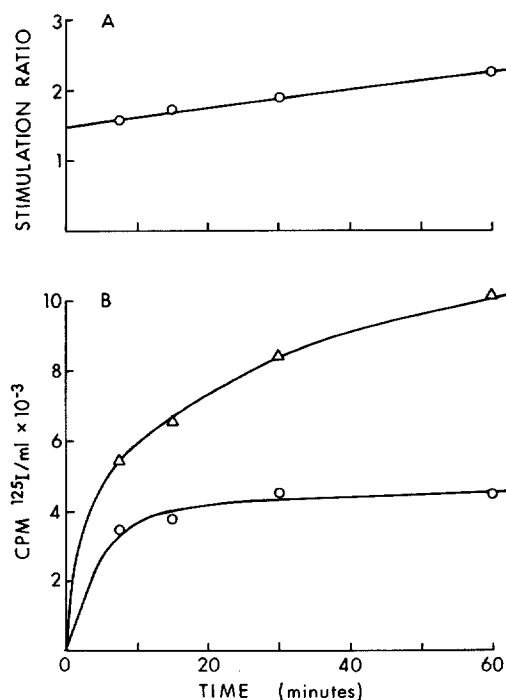 A
STIMULATION RATIO
3
2
1
B
CPM ¹²⁵I/ml × 10⁻³
10
8
6
4
2
0
20
40
60
TIME (minutes)